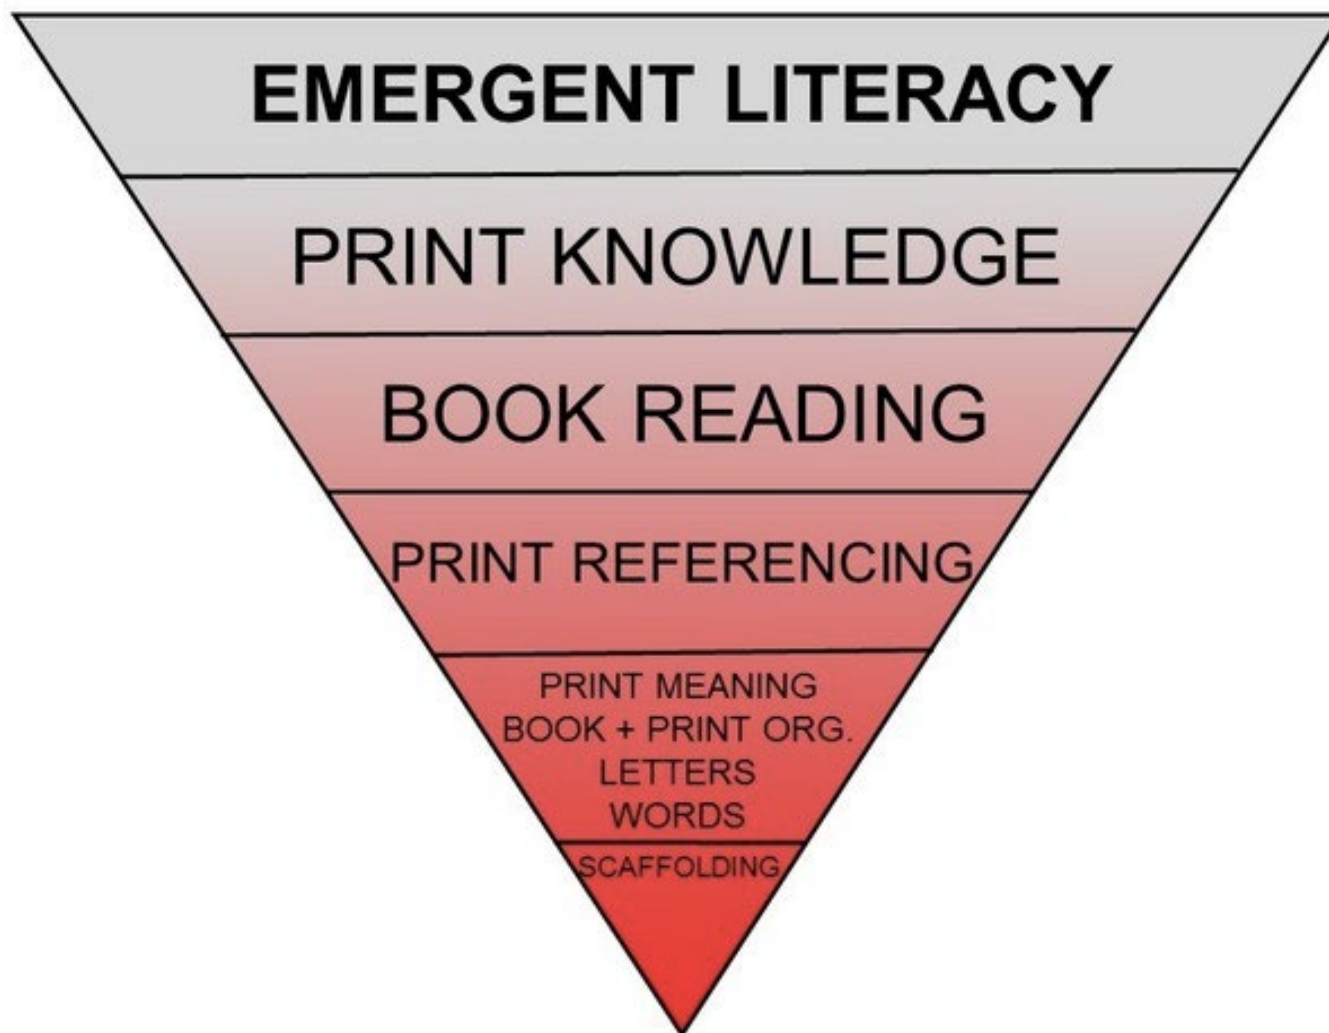 EMERGENT LITERACY
PRINT KNOWLEDGE
BOOK READING
PRINT REFERENCING
PRINT MEANING
BOOK + PRINT ORG.
LETTERS
WORDS
SCAFFOLDING